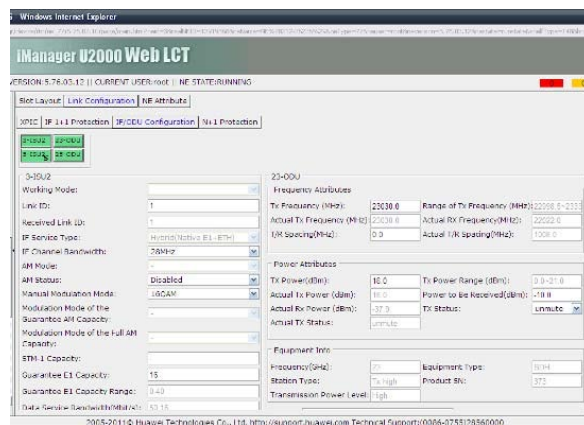 Windows Internet Explorer
iManager U2000 Web LCT
VERSION:5.76.03.12 || CURRENT USER:root || NE STATE:RUNNING
Slot Layout Link Configuration NE Attribute
XPIC IF 1+1 Protection IF/ODU Configuration N+1 Protection
3-ISU2 23-ODU
5-ISU2 25-ODU
3-ISU2
Working Mode: -
Link ID: 1
Received Link ID: 1
IF Service Type: Hybrid(Native E1+ETH)
IF Channel Bandwidth: 28MHz
AM Mode: -
AM Status: Disabled
Manual Modulation Mode: 16QAM
Modulation Mode of the
Guarantee AM Capacity: -
Modulation Mode of the Full AM
Capacity: -
STM-1 Capacity:
Guarantee E1 Capacity: 15
Guarantee E1 Capacity Range: 0-40
Data Service Bandwidth(Mbit/s):
23-ODU
Frequency Attributes
Tx Frequency (MHz): 23030.0 Range of Tx Frequency (MHz):
Actual Tx Frequency (MHz): 23030.0 Actual RX Frequency(MHz): 22022.0
T/R Spacing(MHz): 0.0 Actual T/R Spacing(MHz): 1008.0
Power Attributes
TX Power(dBm): 18.0 Tx Power Range (dBm):
Actual Tx Power (dBm): Power to Be Received(dBm): -10.0
Actual Rx Power (dBm): -37.0 TX Status: unmute
Actual TX Status: unmute
Equipment Info
Frequency(GHz): 23 Equipment Type: SDH
Station Type: Tx high Product SN: 373
Transmission Power Level: High
2005-2011© Huawei Technologies Co., Ltd. http://support.huawei.com Technical Support:(0086-0755)28560000